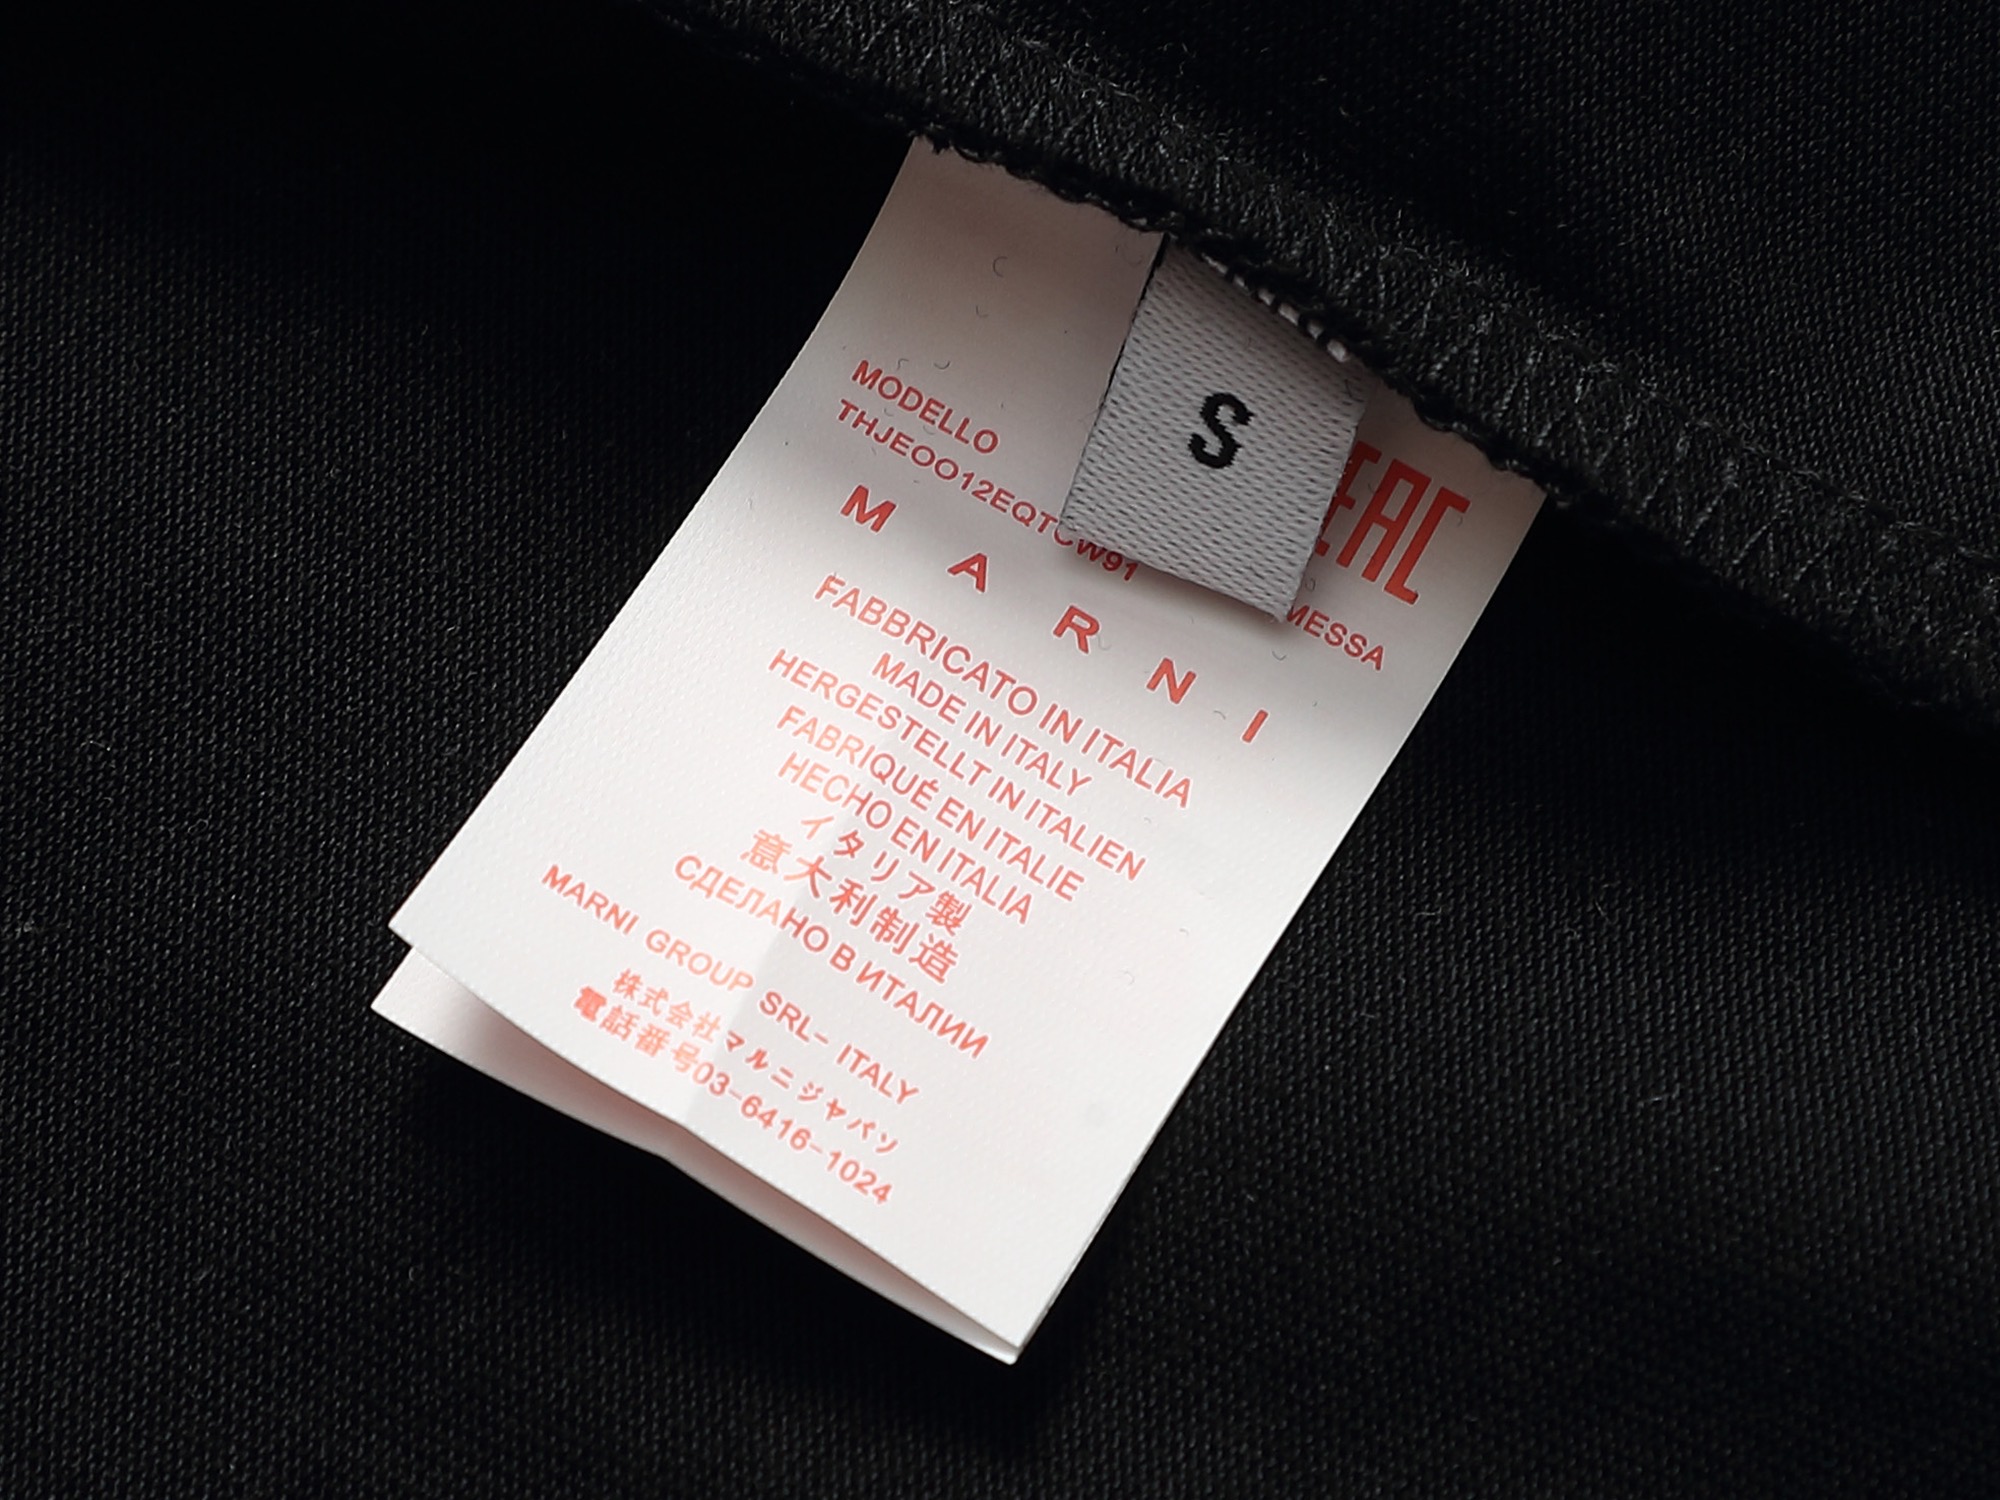 S
EAC
MODELLO
THJEOO12EQTCW91
MESSA
M A R N I
FABBRICATO IN ITALIA
MADE IN ITALY
HERGESTELLT IN ITALIEN
FABRIQUÉ EN ITALIE
HECHO EN ITALIA
イタリア製
意大利制造
СДЕЛАНО В ИТАЛИИ
MARNI GROUP SRL- ITALY
株式会社マルニジャパン
電話番号03-6416-1024